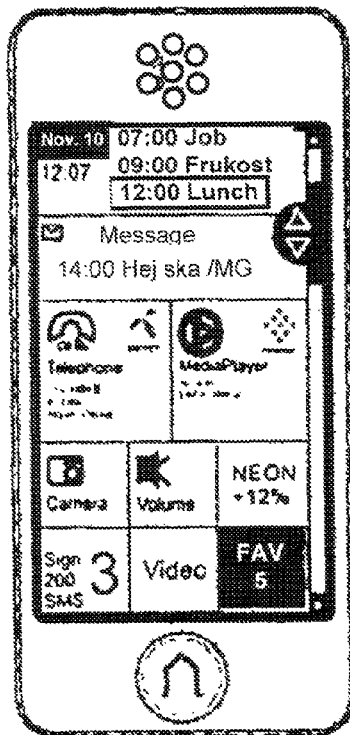 Nov. 10
12:07
07:00 Job
09:00 Frukost
12:00 Lunch
Message
14:00 Hej ska /MG
Telephone
MediaPlayer
Camera
Volume
NEON
+12%
Sign
200
SMS
3
Video
FAV
5